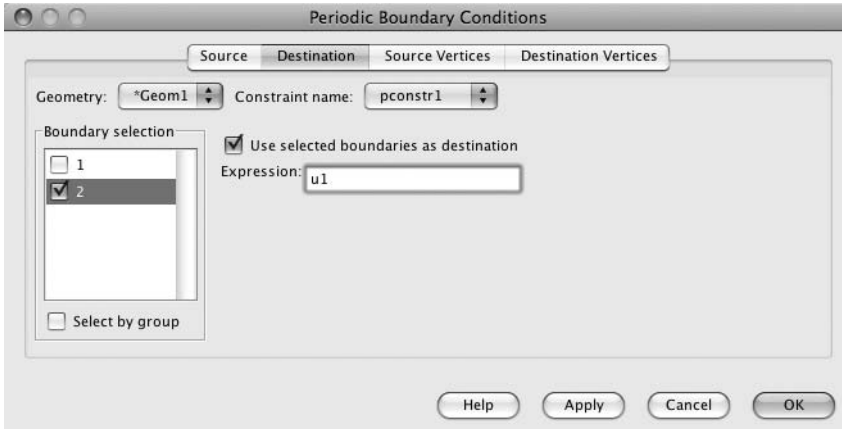 Periodic Boundary Conditions
Source Destination Source Vertices Destination Vertices
Geometry: *Geom1 Constraint name: pconstr1
Boundary selection
Use selected boundaries as destination
1
Expression: u1
2
Select by group
Help Apply Cancel OK